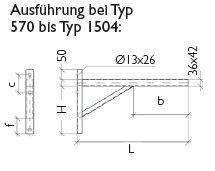 Ausführung bei Typ
570 bis Typ 1504:
50
Ø13x26
36x42
c
H
b
f
L